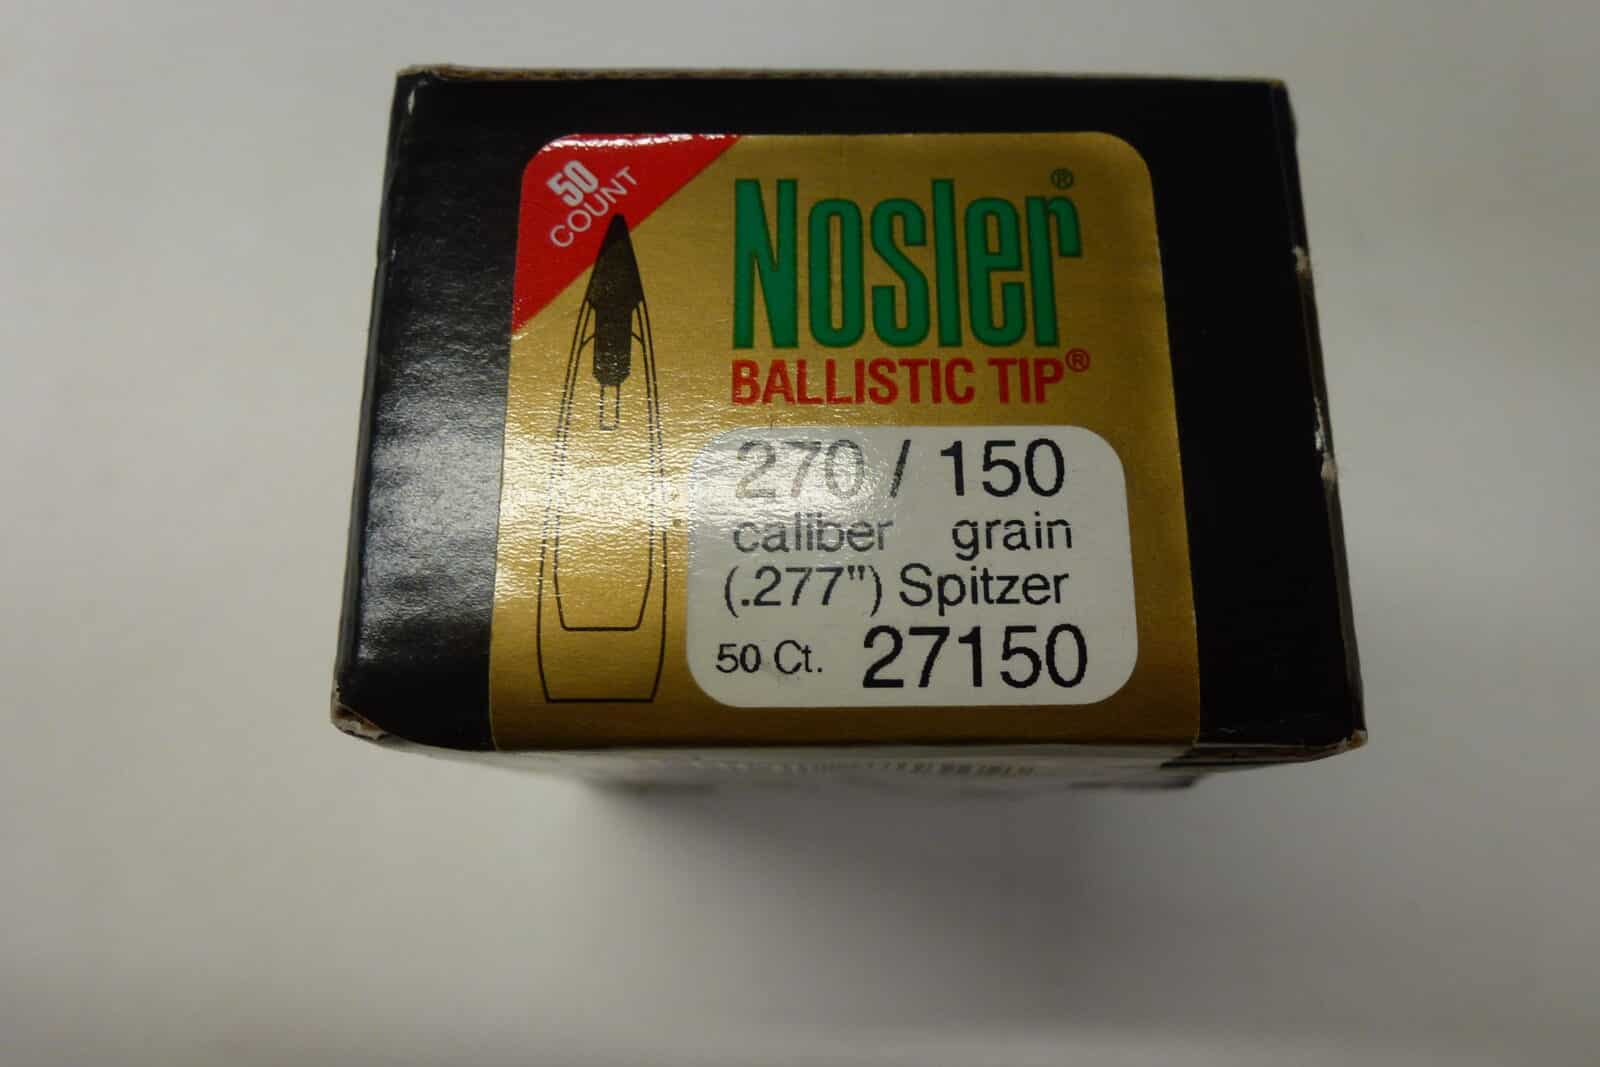 50
COUNT
Nosler®
BALLISTIC TIP®
270 / 150
caliber grain
(.277") Spitzer
50 Ct. 27150